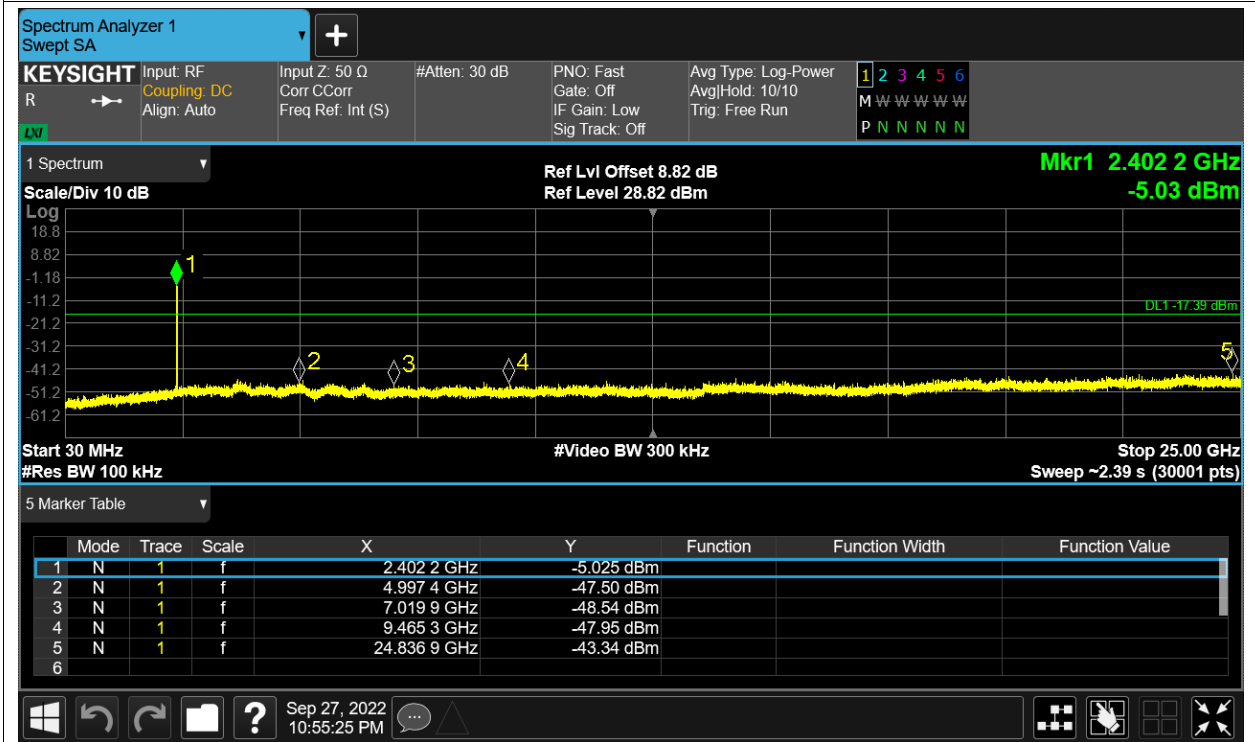 Spectrum Analyzer 1
Swept SA
KEYSIGHT
R
LXI
Input: RF
Coupling: DC
Align: Auto
Input Z: 50 Ω
Corr CCorr
Freq Ref: Int (S)
#Atten: 30 dB
PNO: Fast
Gate: Off
IF Gain: Low
Sig Track: Off
Avg Type: Log-Power
Avg|Hold: 10/10
Trig: Free Run
1 2 3 4 5 6
M W W W W W
P N N N N N
1 Spectrum
Scale/Div 10 dB
Ref Lvl Offset 8.82 dB
Ref Level 28.82 dBm
Mkr1 2.402 2 GHz
-5.03 dBm
Log
18.8
8.82
-1.18
-11.2
-21.2
-31.2
-41.2
-51.2
-61.2
1
2
3
4
5
DL1 -17.39 dBm
Start 30 MHz
#Video BW 300 kHz
Stop 25.00 GHz
#Res BW 100 kHz
Sweep ~2.39 s (30001 pts)
5 Marker Table
Mode Trace Scale X Y Function Function Width Function Value
1 N 1 f 2.402 2 GHz -5.025 dBm
2 N 1 f 4.997 4 GHz -47.50 dBm
3 N 1 f 7.019 9 GHz -48.54 dBm
4 N 1 f 9.465 3 GHz -47.95 dBm
5 N 1 f 24.836 9 GHz -43.34 dBm
6
?
Sep 27, 2022
10:55:25 PM